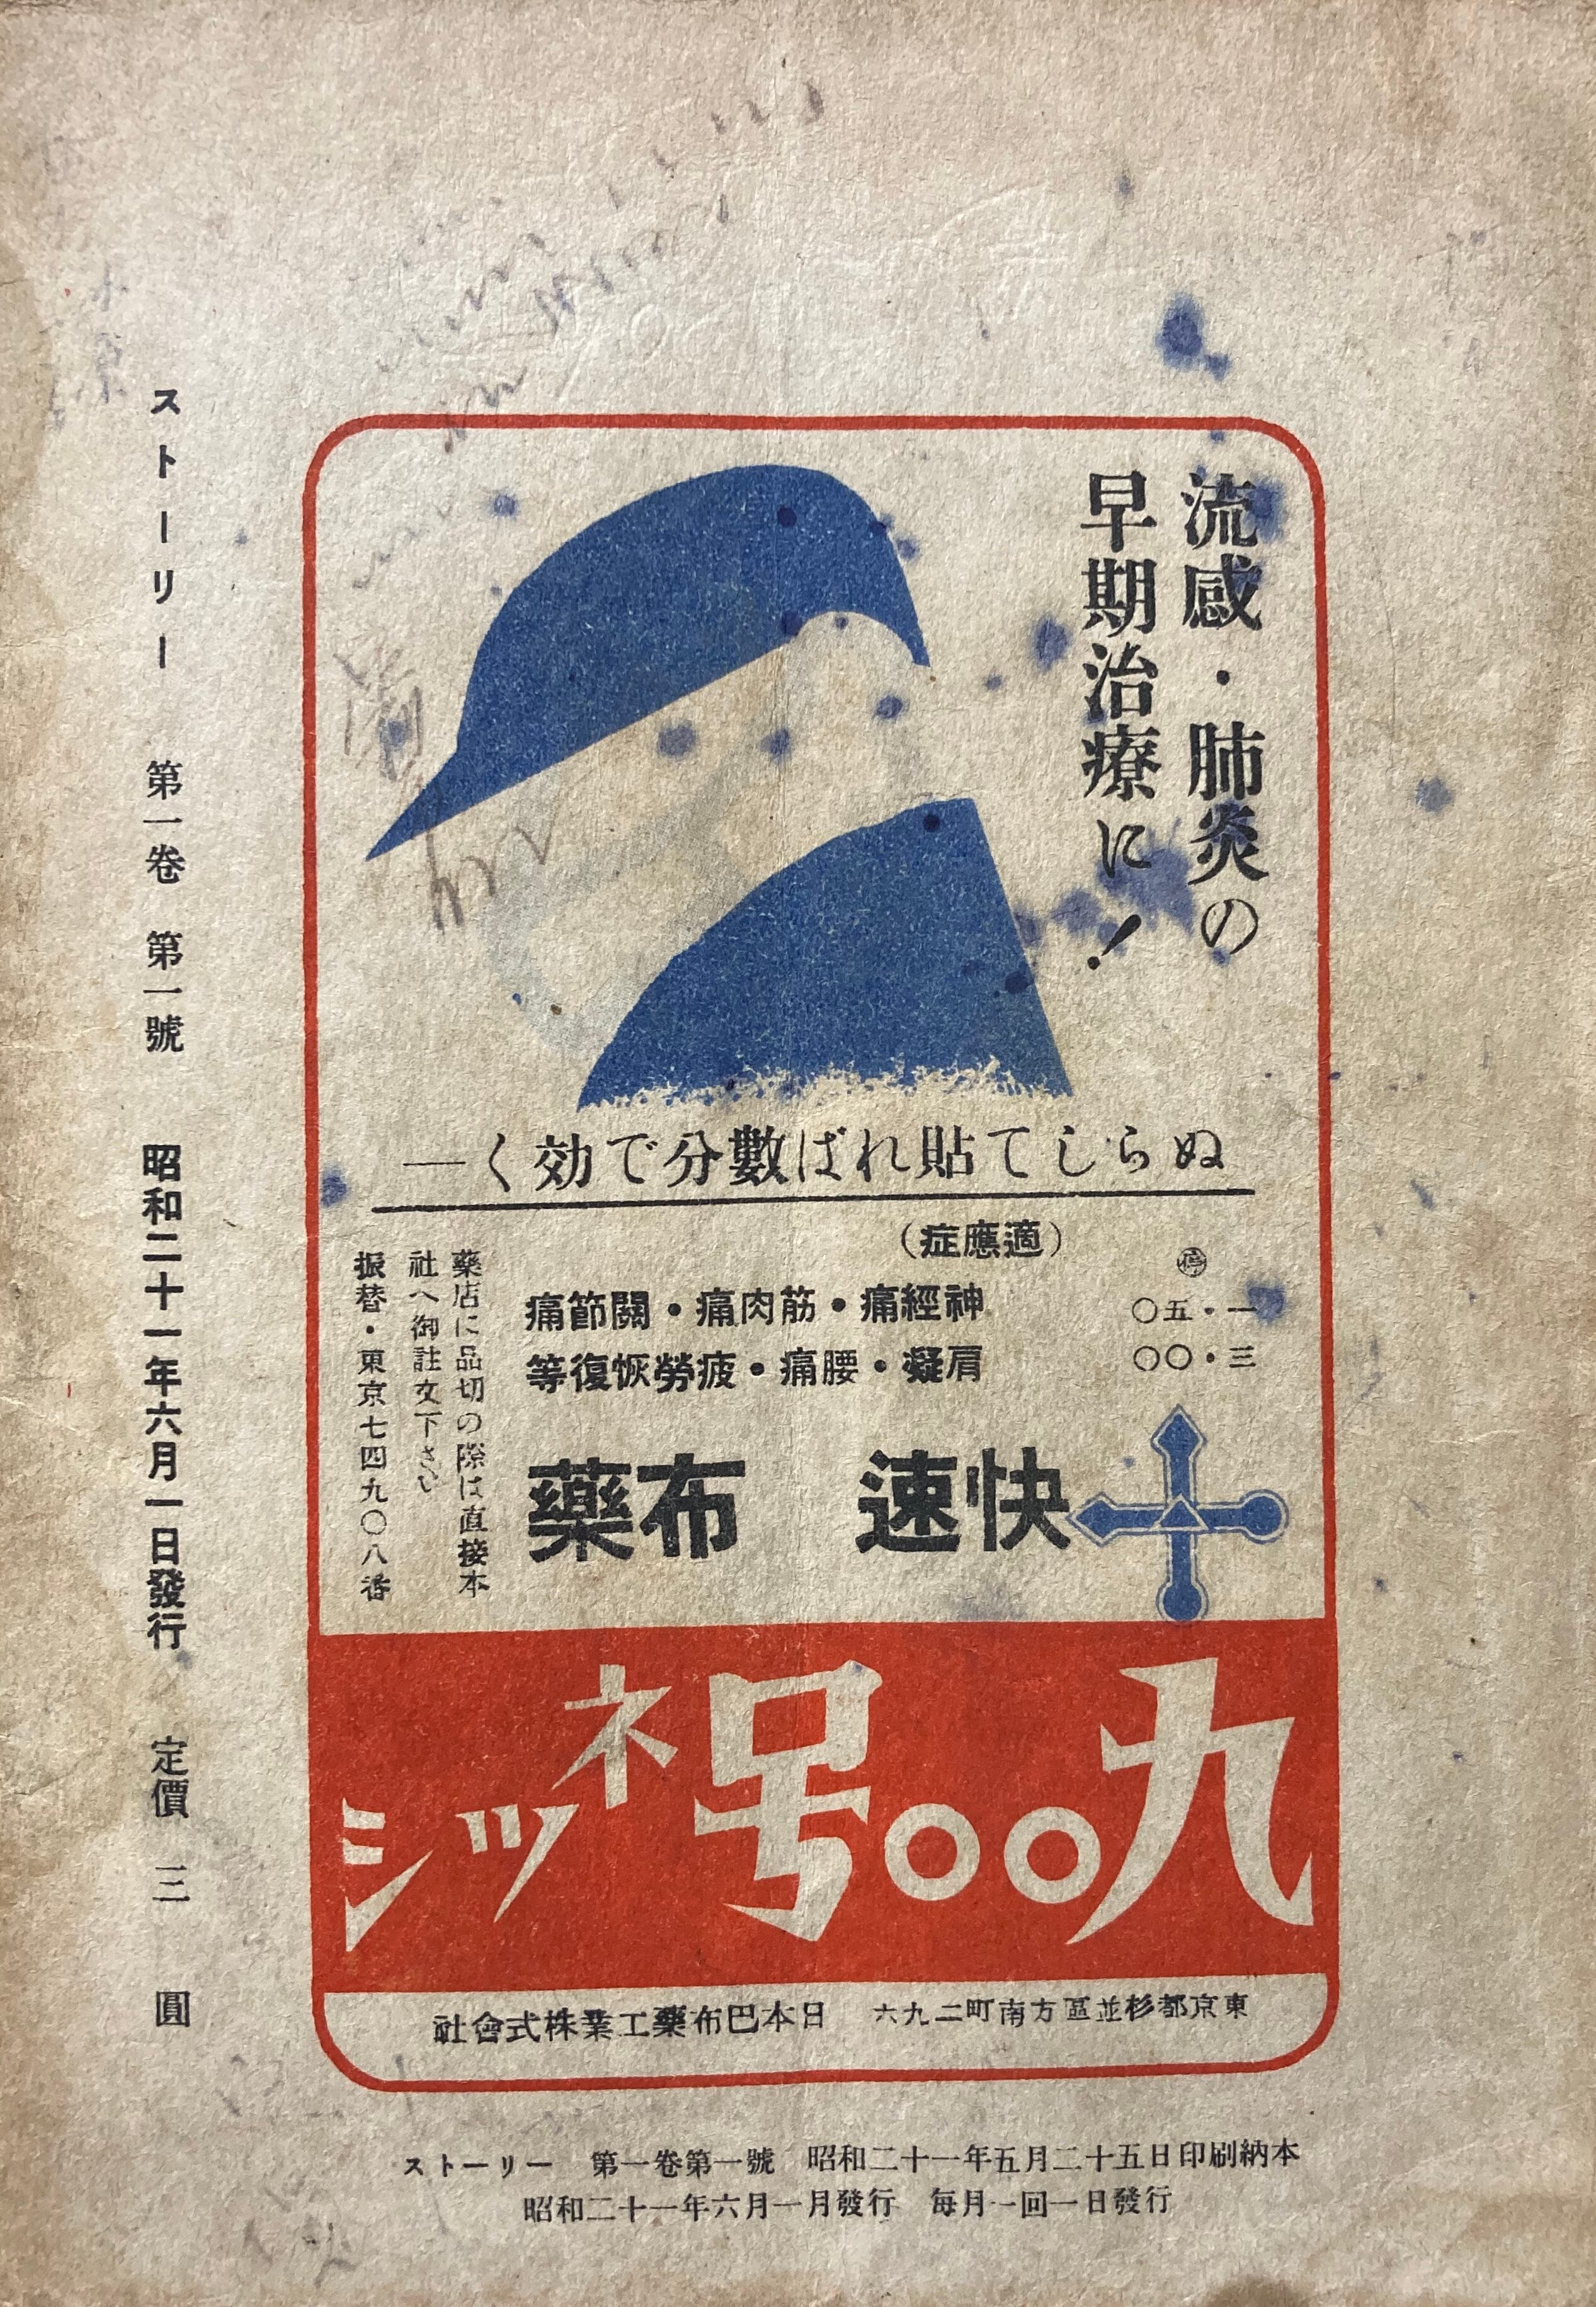 流感・肺炎の
早期治療に!
ぬらして貼れば數分で効く―
(適應症)
神經痛・筋肉痛・關節痛
肩凝・腰痛・疲勞恢復等
停
一・五〇
三・〇〇
快速 布藥
藥店に品切の際は直接本
社へ御註文下さい
振替・東京七四九〇八番
九〇〇号ネツシ
東京都杉並區方南町二九六 日本巴布藥工業株式會社
ストーリー 第一卷 第一號 昭和二十一年六月一日發行 定價 三 圓
ストーリー 第一卷第一號 昭和二十一年五月二十五日印刷納本
昭和二十一年六月一月發行 每月一回一日發行